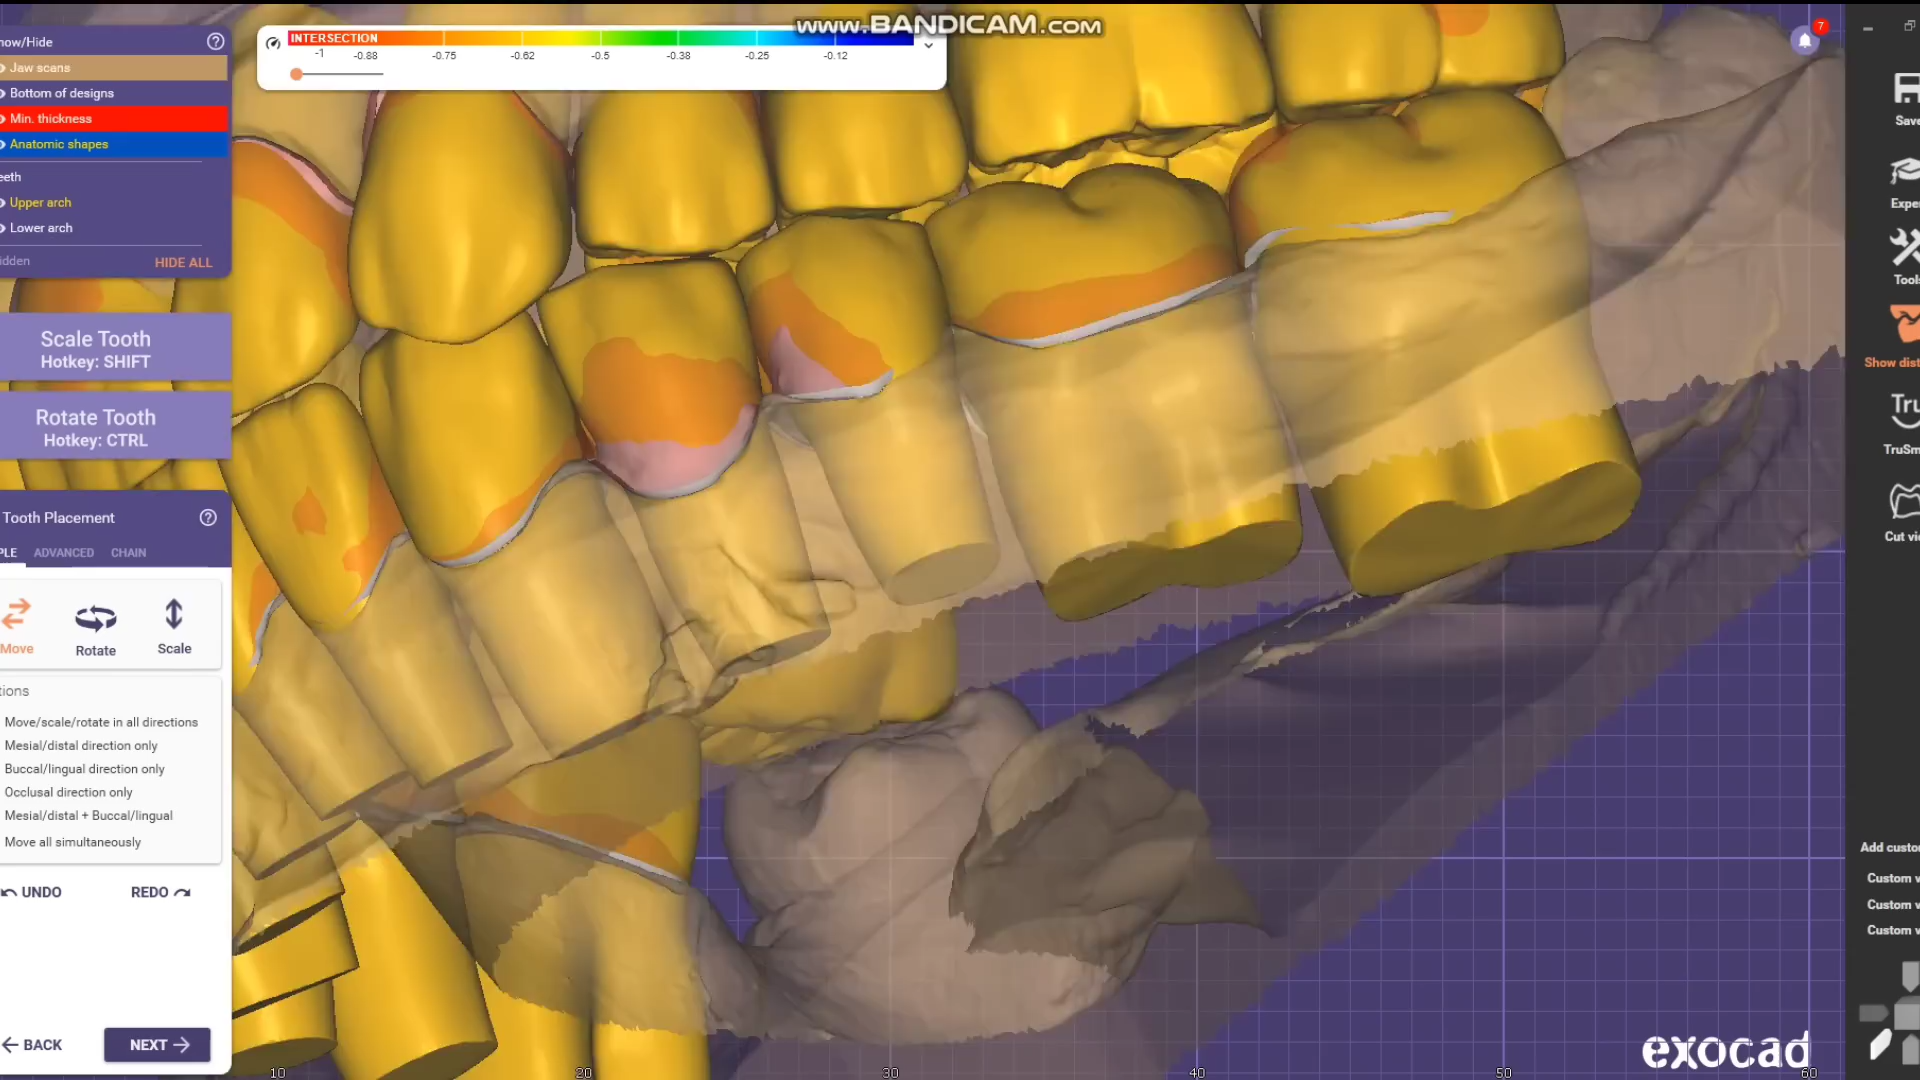 www.BANDICAM.com
how/Hide
Jaw scans
Bottom of designs
Min. thickness
Anatomic shapes
eeth
Upper arch
Lower arch
idden
HIDE ALL
INTERSECTION
-1
-0.88
-0.75
-0.62
-0.5
-0.38
-0.25
-0.12
7
Save
Expe
Tools
Show dist
Tru
TruSm
Cut vi
Scale Tooth
Hotkey: SHIFT
Rotate Tooth
Hotkey: CTRL
Tooth Placement
PLE
ADVANCED
CHAIN
Move
Rotate
Scale
tions
Move/scale/rotate in all directions
Mesial/distal direction only
Buccal/lingual direction only
Occlusal direction only
Mesial/distal + Buccal/lingual
Move all simultaneously
UNDO
REDO
BACK
NEXT
Add custo
Custom v
Custom v
Custom v
exocad
10
20
30
40
50
60